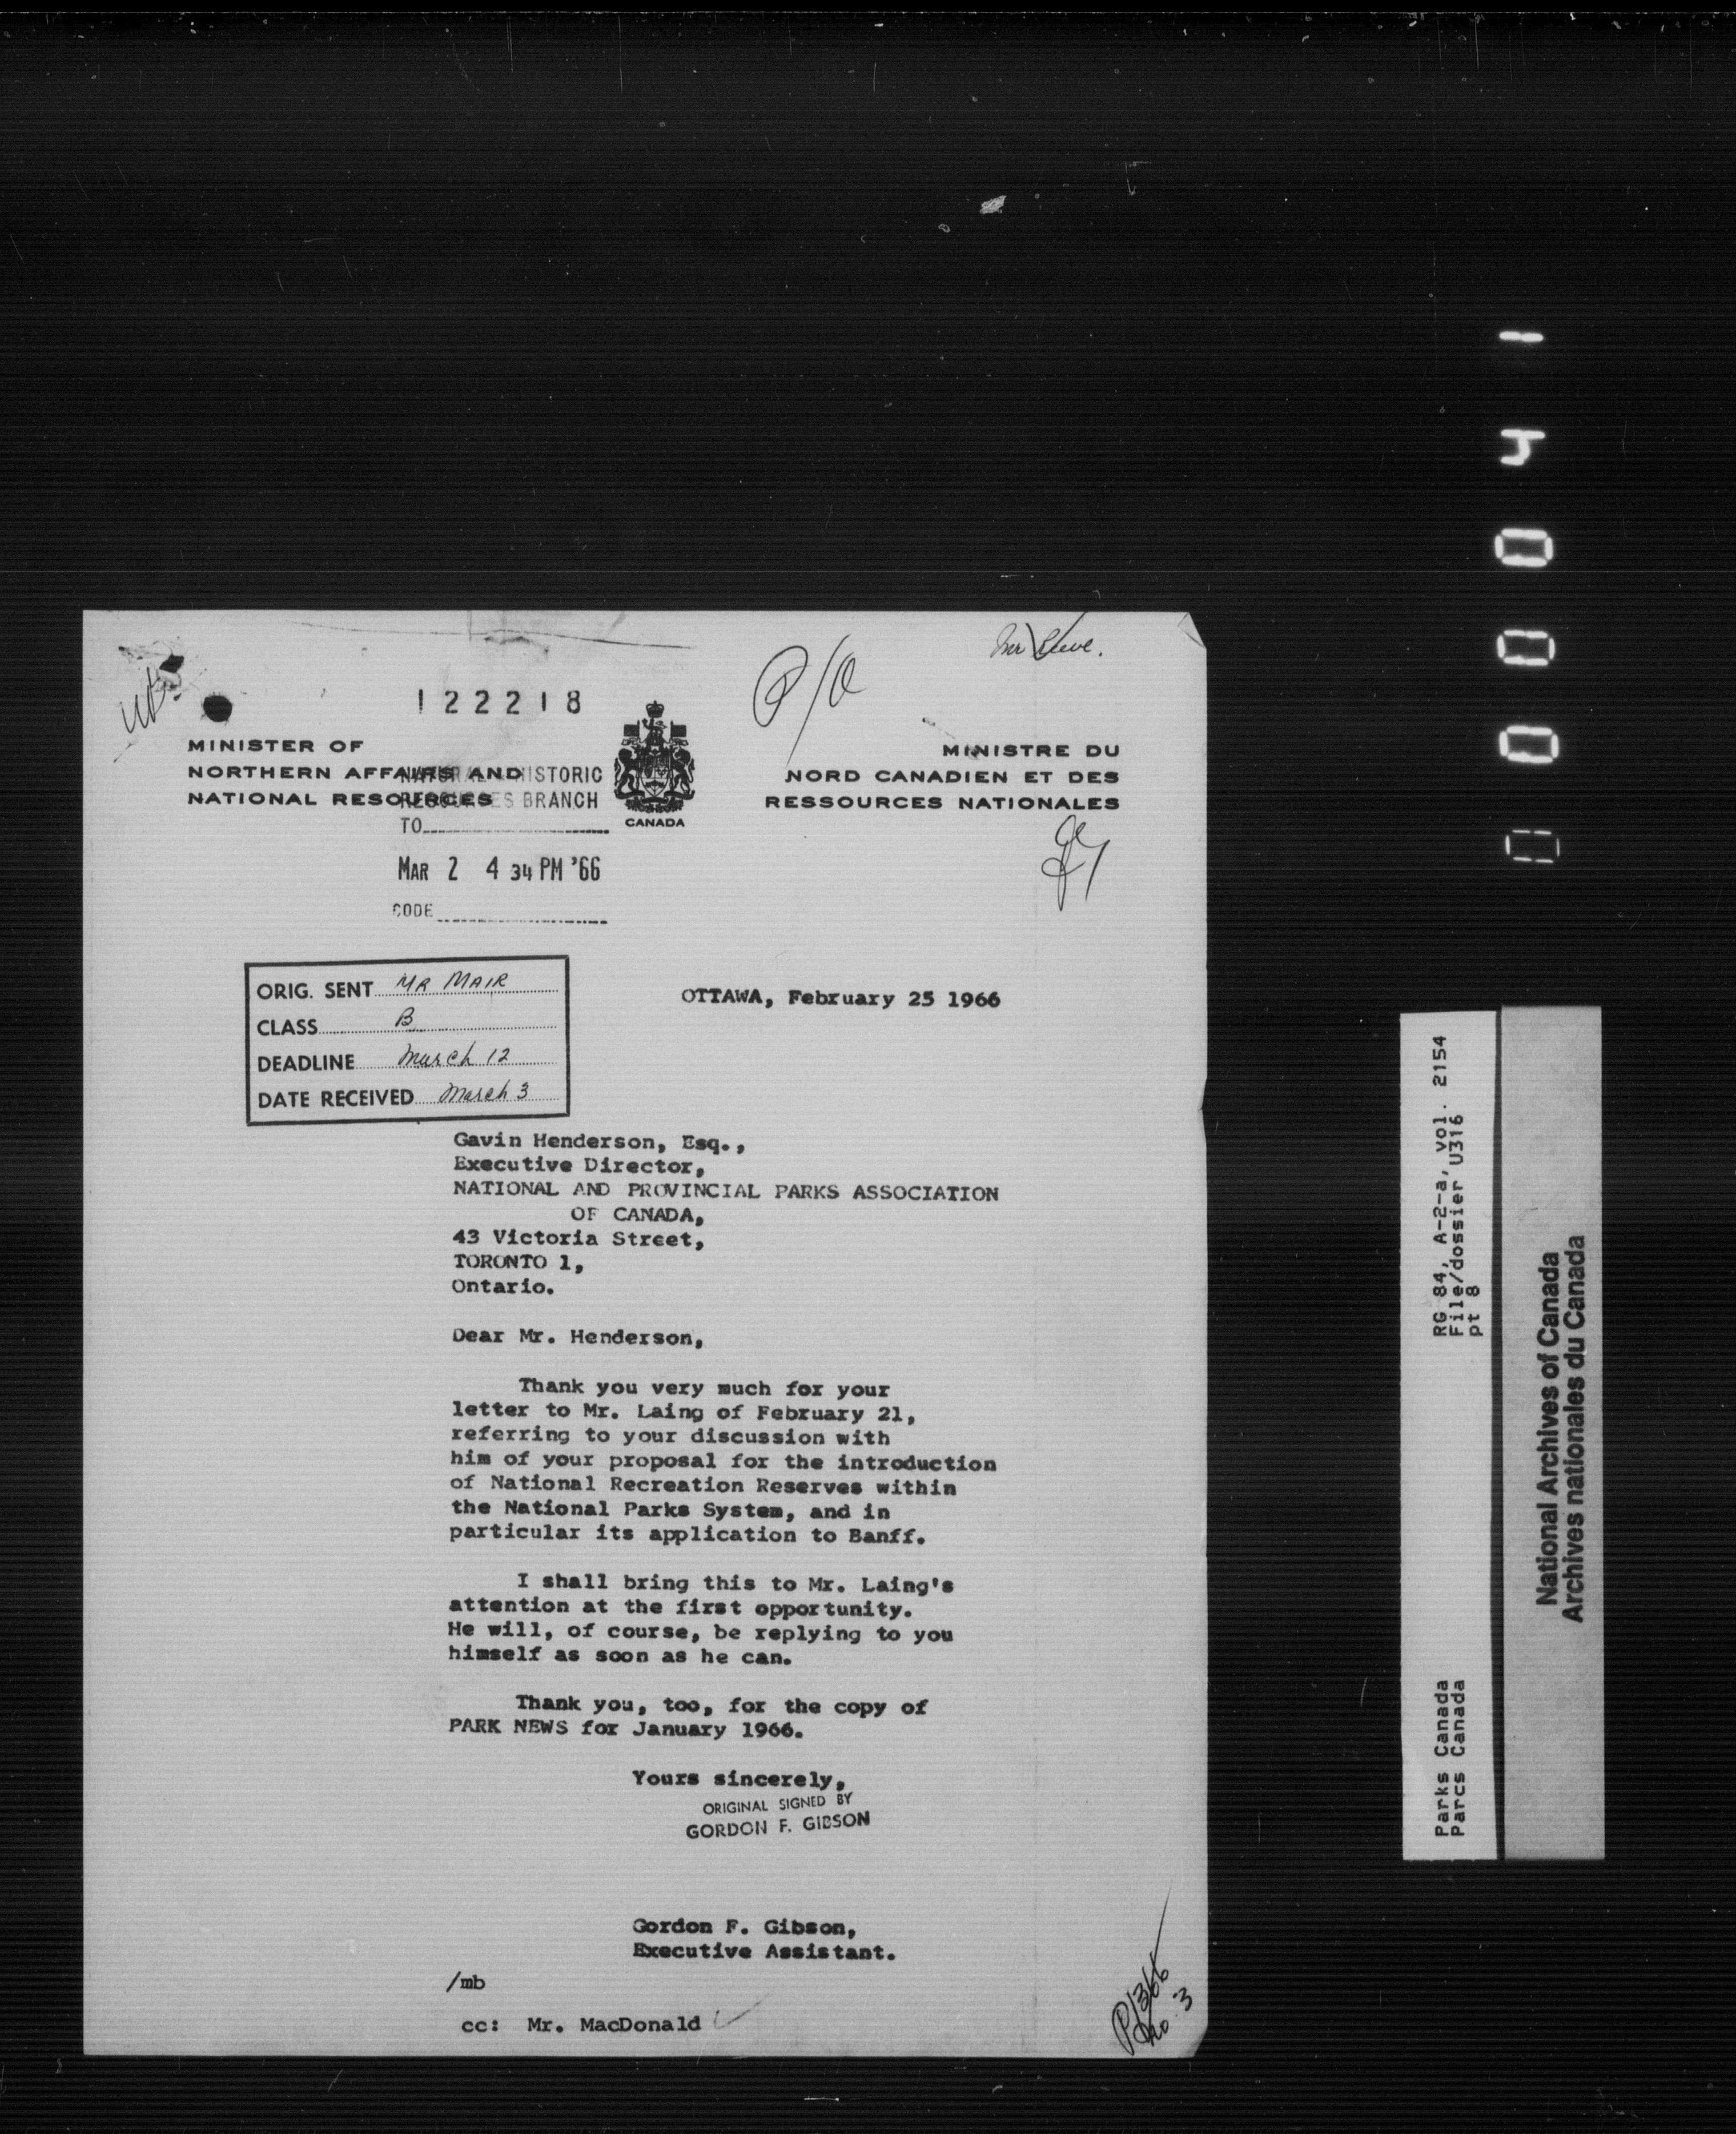 122218
P/O
MINISTER OF
NORTHERN AFFAIRS AND
NATIONAL RESOURCES
CANADA
MINISTRE DU
NORD CANADIEN ET DES
RESSOURCES NATIONALES
NATURAL HISTORIC
RESOURCES BRANCH
TO
MAR 2 4 34 PM '66
CODE
ORIG. SENT MR MAIR
CLASS B
DEADLINE March 12
DATE RECEIVED March 3
OTTAWA, February 25 1966
Gavin Henderson, Esq.,
Executive Director,
NATIONAL AND PROVINCIAL PARKS ASSOCIATION
OF CANADA,
43 Victoria Street,
TORONTO 1,
Ontario.
Dear Mr. Henderson,
Thank you very much for your
letter to Mr. Laing of February 21,
referring to your discussion with
him of your proposal for the introduction
of National Recreation Reserves within
the National Parks System, and in
particular its application to Banff.
I shall bring this to Mr. Laing's
attention at the first opportunity.
He will, of course, be replying to you
himself as soon as he can.
Thank you, too, for the copy of
PARK NEWS for January 1966.
Yours sincerely,
ORIGINAL SIGNED BY
GORDON F. GIBSON
Gordon F. Gibson,
Executive Assistant.
/mb
cc: Mr. MacDonald
No 3
RG 84, A-2-a, vol. 2154
File/dossier U316
pt 8
Parks Canada
Parcs Canada
National Archives of Canada
Archives nationales du Canada